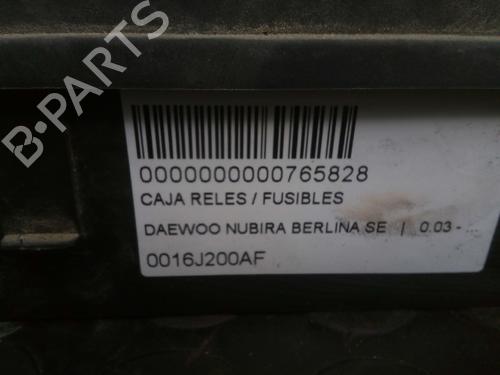 B-PARTS
0000000000765828
CAJA RELES / FUSIBLES
DAEWOO NUBIRA BERLINA SE | 0.03 - ...
0016J200AF